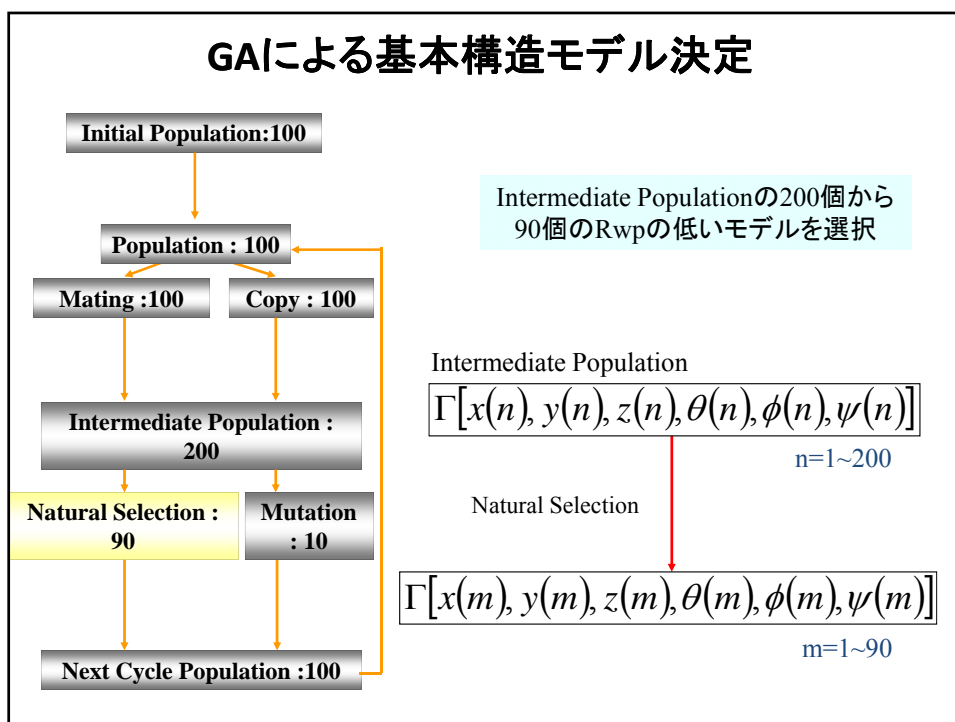 GAによる基本構造モデル決定
Initial Population:100
Population : 100
Mating :100
Copy : 100
Intermediate Population :
200
Natural Selection :
90
Mutation
: 10
Next Cycle Population :100
Intermediate Populationの200個から
90個のRwpの低いモデルを選択
Intermediate Population
Γ[x(n), y(n), z(n),θ(n),ϕ(n),ψ(n)]
n=1~200
Natural Selection
Γ[x(m), y(m), z(m),θ(m),ϕ(m),ψ(m)]
m=1~90